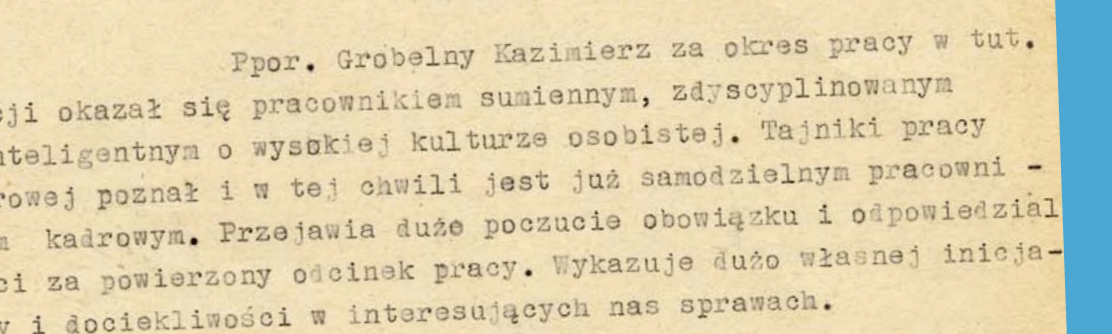 Ppor. Grobelny Kazimierz za okres pracy w tut.
cji okazał się pracownikiem sumiennym, zdyscyplinowanym
nteligentnym o wysokiej kulturze osobistej. Tajniki pracy
rowej poznał i w tej chwili jest już samodzielnym pracowni -
m kadrowym. Przejawia duże poczucie obowiązku i odpowiedzial
ci za powierzony odcinek pracy. Wykazuje dużo własnej inicja-
y i dociekliwości w interesujących nas sprawach.